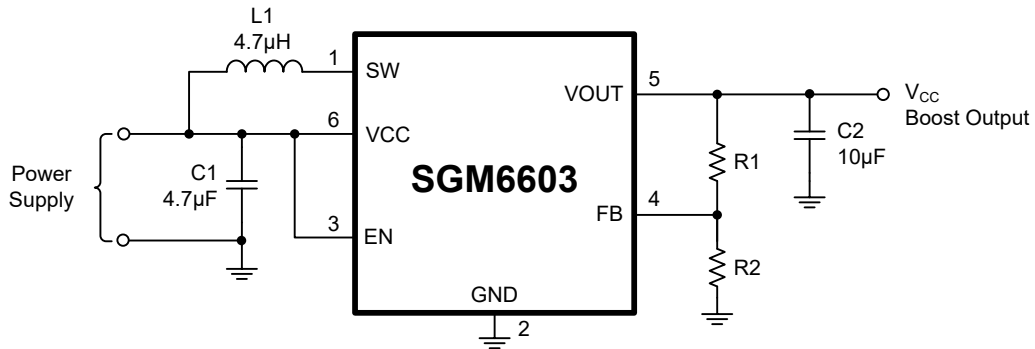 L1
4.7µH
1
SW
6
VCC
3
EN
Power
Supply
C1
4.7µF
SGM6603
GND
2
VOUT
5
FB
4
R1
R2
C2
10µF
VCC
Boost Output